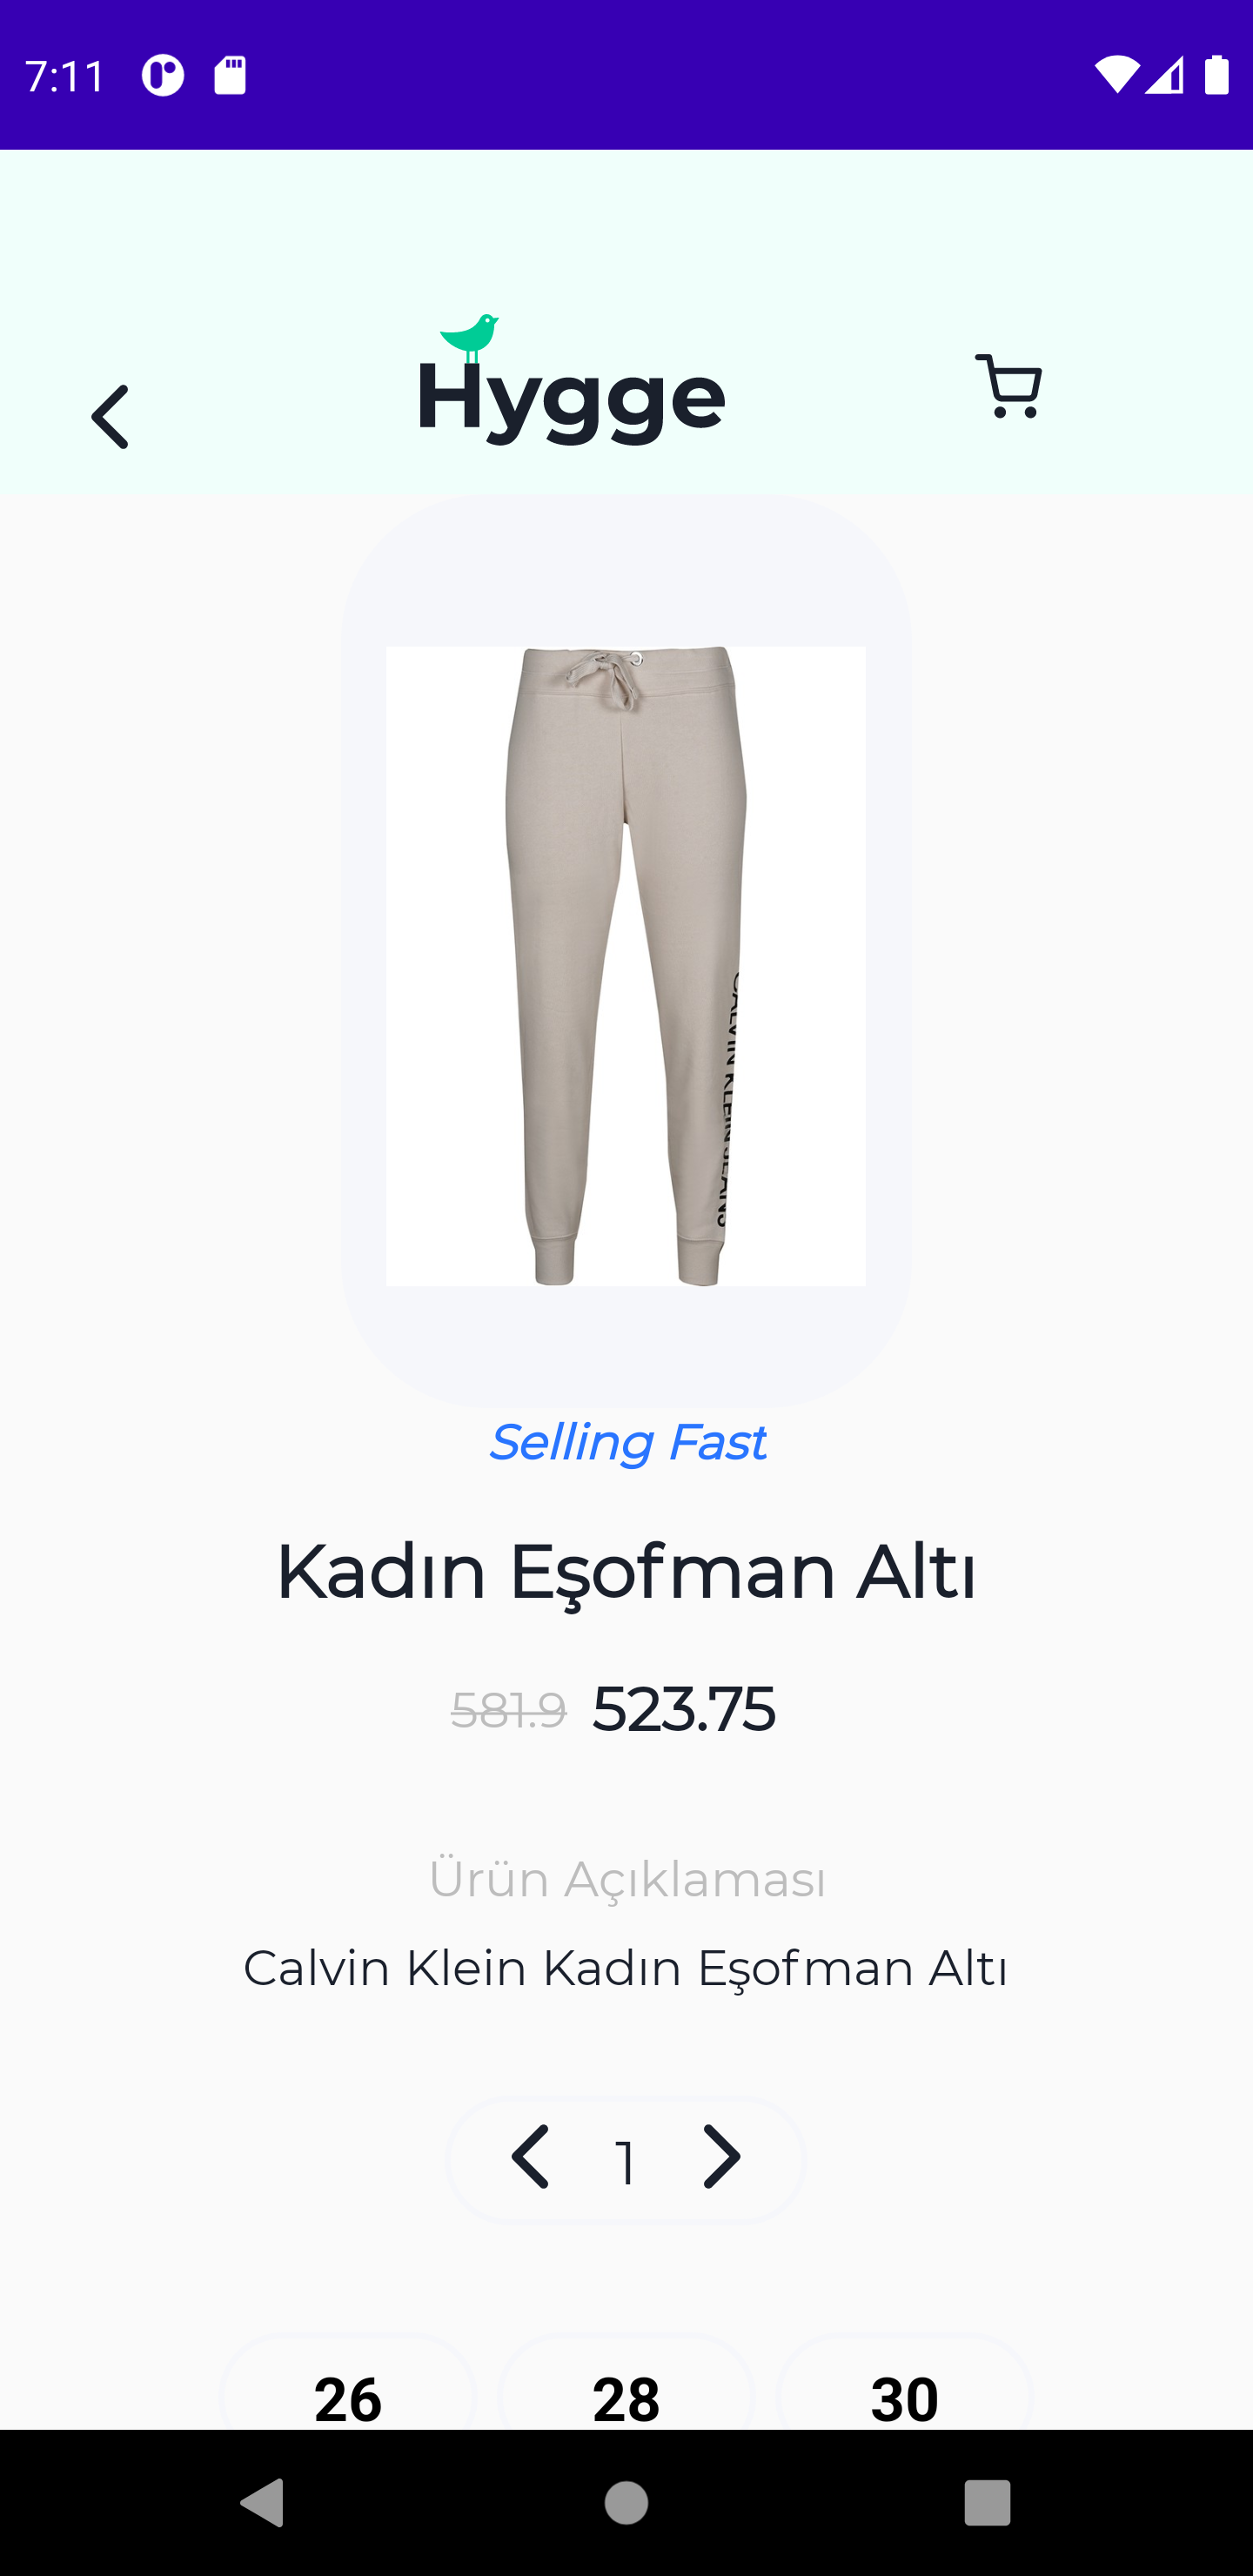 7:11
Hygge
CALVIN KLEIN JEANS
Selling Fast
Kadın Eşofman Altı
581.9 523.75
Ürün Açıklaması
Calvin Klein Kadın Eşofman Altı
1
26 28 30